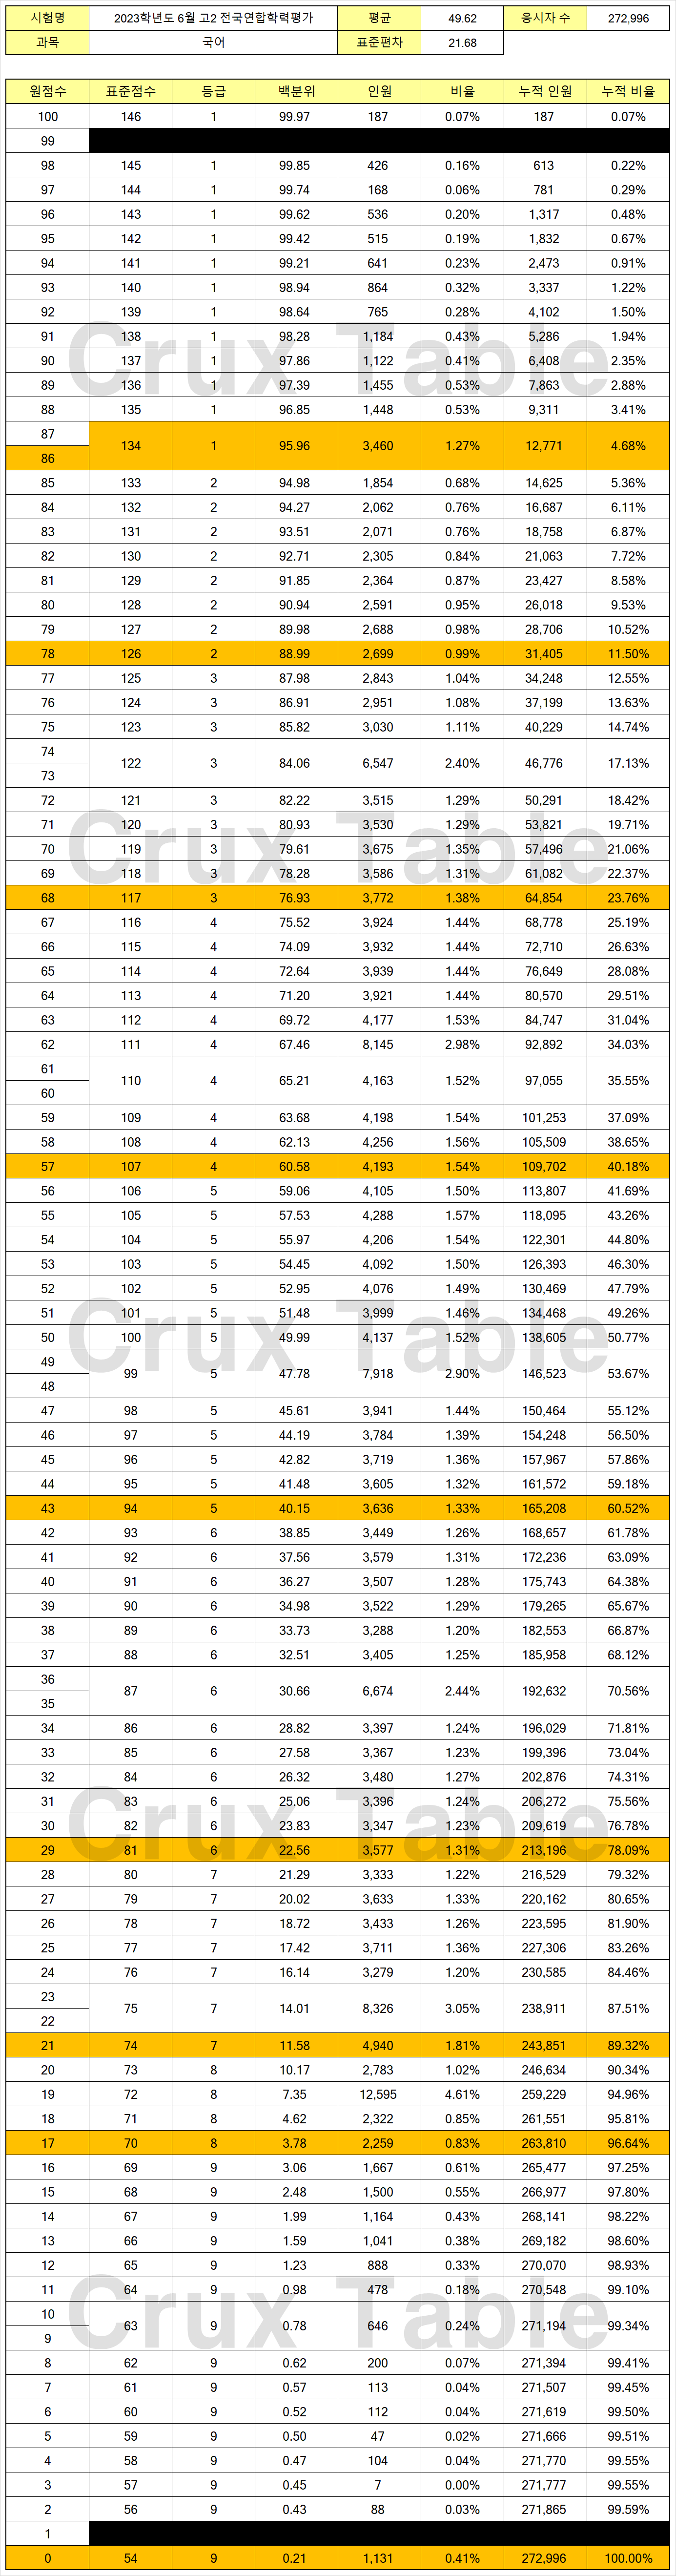 시험명 2023학년도 6월 고2 전국연합학력평가 평균 49.62 응시자 수 272,996
과목 국어 표준편차 21.68
원점수 표준점수 등급 백분위 인원 비율 누적 인원 누적 비율
100 146 1 99.97 187 0.07% 187 0.07%
99
98 145 1 99.85 426 0.16% 613 0.22%
97 144 1 99.74 168 0.06% 781 0.29%
96 143 1 99.62 536 0.20% 1,317 0.48%
95 142 1 99.42 515 0.19% 1,832 0.67%
94 141 1 99.21 641 0.23% 2,473 0.91%
93 140 1 98.94 864 0.32% 3,337 1.22%
92 139 1 98.64 765 0.28% 4,102 1.50%
91 138 1 98.28 1,184 0.43% 5,286 1.94%
90 137 1 97.86 1,122 0.41% 6,408 2.35%
Crux Table
89 136 1 97.39 1,455 0.53% 7,863 2.88%
88 135 1 96.85 1,448 0.53% 9,311 3.41%
87
134 1 95.96 3,460 1.27% 12,771 4.68%
86
85 133 2 94.98 1,854 0.68% 14,625 5.36%
84 132 2 94.27 2,062 0.76% 16,687 6.11%
83 131 2 93.51 2,071 0.76% 18,758 6.87%
82 130 2 92.71 2,305 0.84% 21,063 7.72%
81 129 2 91.85 2,364 0.87% 23,427 8.58%
80 128 2 90.94 2,591 0.95% 26,018 9.53%
79 127 2 89.98 2,688 0.98% 28,706 10.52%
78 126 2 88.99 2,699 0.99% 31,405 11.50%
77 125 3 87.98 2,843 1.04% 34,248 12.55%
76 124 3 86.91 2,951 1.08% 37,199 13.63%
75 123 3 85.82 3,030 1.11% 40,229 14.74%
74
122 3 84.06 6,547 2.40% 46,776 17.13%
73
72 121 3 82.22 3,515 1.29% 50,291 18.42%
71 120 3 80.93 3,530 1.29% 53,821 19.71%
Crux Table
70 119 3 79.61 3,675 1.35% 57,496 21.06%
69 118 3 78.28 3,586 1.31% 61,082 22.37%
68 117 3 76.93 3,772 1.38% 64,854 23.76%
67 116 4 75.52 3,924 1.44% 68,778 25.19%
66 115 4 74.09 3,932 1.44% 72,710 26.63%
65 114 4 72.64 3,939 1.44% 76,649 28.08%
64 113 4 71.20 3,921 1.44% 80,570 29.51%
63 112 4 69.72 4,177 1.53% 84,747 31.04%
62 111 4 67.46 8,145 2.98% 92,892 34.03%
61
110 4 65.21 4,163 1.52% 97,055 35.55%
60
59 109 4 63.68 4,198 1.54% 101,253 37.09%
58 108 4 62.13 4,256 1.56% 105,509 38.65%
57 107 4 60.58 4,193 1.54% 109,702 40.18%
56 106 5 59.06 4,105 1.50% 113,807 41.69%
55 105 5 57.53 4,288 1.57% 118,095 43.26%
54 104 5 55.97 4,206 1.54% 122,301 44.80%
53 103 5 54.45 4,092 1.50% 126,393 46.30%
52 102 5 52.95 4,076 1.49% 130,469 47.79%
51 101 5 51.48 3,999 1.46% 134,468 49.26%
Crux Table
50 100 5 49.99 4,137 1.52% 138,605 50.77%
49
99 5 47.78 7,918 2.90% 146,523 53.67%
48
47 98 5 45.61 3,941 1.44% 150,464 55.12%
46 97 5 44.19 3,784 1.39% 154,248 56.50%
45 96 5 42.82 3,719 1.36% 157,967 57.86%
44 95 5 41.48 3,605 1.32% 161,572 59.18%
43 94 5 40.15 3,636 1.33% 165,208 60.52%
42 93 6 38.85 3,449 1.26% 168,657 61.78%
41 92 6 37.56 3,579 1.31% 172,236 63.09%
40 91 6 36.27 3,507 1.28% 175,743 64.38%
39 90 6 34.98 3,522 1.29% 179,265 65.67%
38 89 6 33.73 3,288 1.20% 182,553 66.87%
37 88 6 32.51 3,405 1.25% 185,958 68.12%
36
87 6 30.66 6,674 2.44% 192,632 70.56%
35
34 86 6 28.82 3,397 1.24% 196,029 71.81%
33 85 6 27.58 3,367 1.23% 199,396 73.04%
32 84 6 26.32 3,480 1.27% 202,876 74.31%
31 83 6 25.06 3,396 1.24% 206,272 75.56%
Crux Table
30 82 6 23.83 3,347 1.23% 209,619 76.78%
29 81 6 22.56 3,577 1.31% 213,196 78.09%
28 80 7 21.29 3,333 1.22% 216,529 79.32%
27 79 7 20.02 3,633 1.33% 220,162 80.65%
26 78 7 18.72 3,433 1.26% 223,595 81.90%
25 77 7 17.42 3,711 1.36% 227,306 83.26%
24 76 7 16.14 3,279 1.20% 230,585 84.46%
23
75 7 14.01 8,326 3.05% 238,911 87.51%
22
21 74 7 11.58 4,940 1.81% 243,851 89.32%
20 73 8 10.17 2,783 1.02% 246,634 90.34%
19 72 8 7.35 12,595 4.61% 259,229 94.96%
18 71 8 4.62 2,322 0.85% 261,551 95.81%
17 70 8 3.78 2,259 0.83% 263,810 96.64%
16 69 9 3.06 1,667 0.61% 265,477 97.25%
15 68 9 2.48 1,500 0.55% 266,977 97.80%
14 67 9 1.99 1,164 0.43% 268,141 98.22%
13 66 9 1.59 1,041 0.38% 269,182 98.60%
12 65 9 1.23 888 0.33% 270,070 98.93%
11 64 9 0.98 478 0.18% 270,548 99.10%
Crux Table
10
63 9 0.78 646 0.24% 271,194 99.34%
9
8 62 9 0.62 200 0.07% 271,394 99.41%
7 61 9 0.57 113 0.04% 271,507 99.45%
6 60 9 0.52 112 0.04% 271,619 99.50%
5 59 9 0.50 47 0.02% 271,666 99.51%
4 58 9 0.47 104 0.04% 271,770 99.55%
3 57 9 0.45 7 0.00% 271,777 99.55%
2 56 9 0.43 88 0.03% 271,865 99.59%
1
0 54 9 0.21 1,131 0.41% 272,996 100.00%